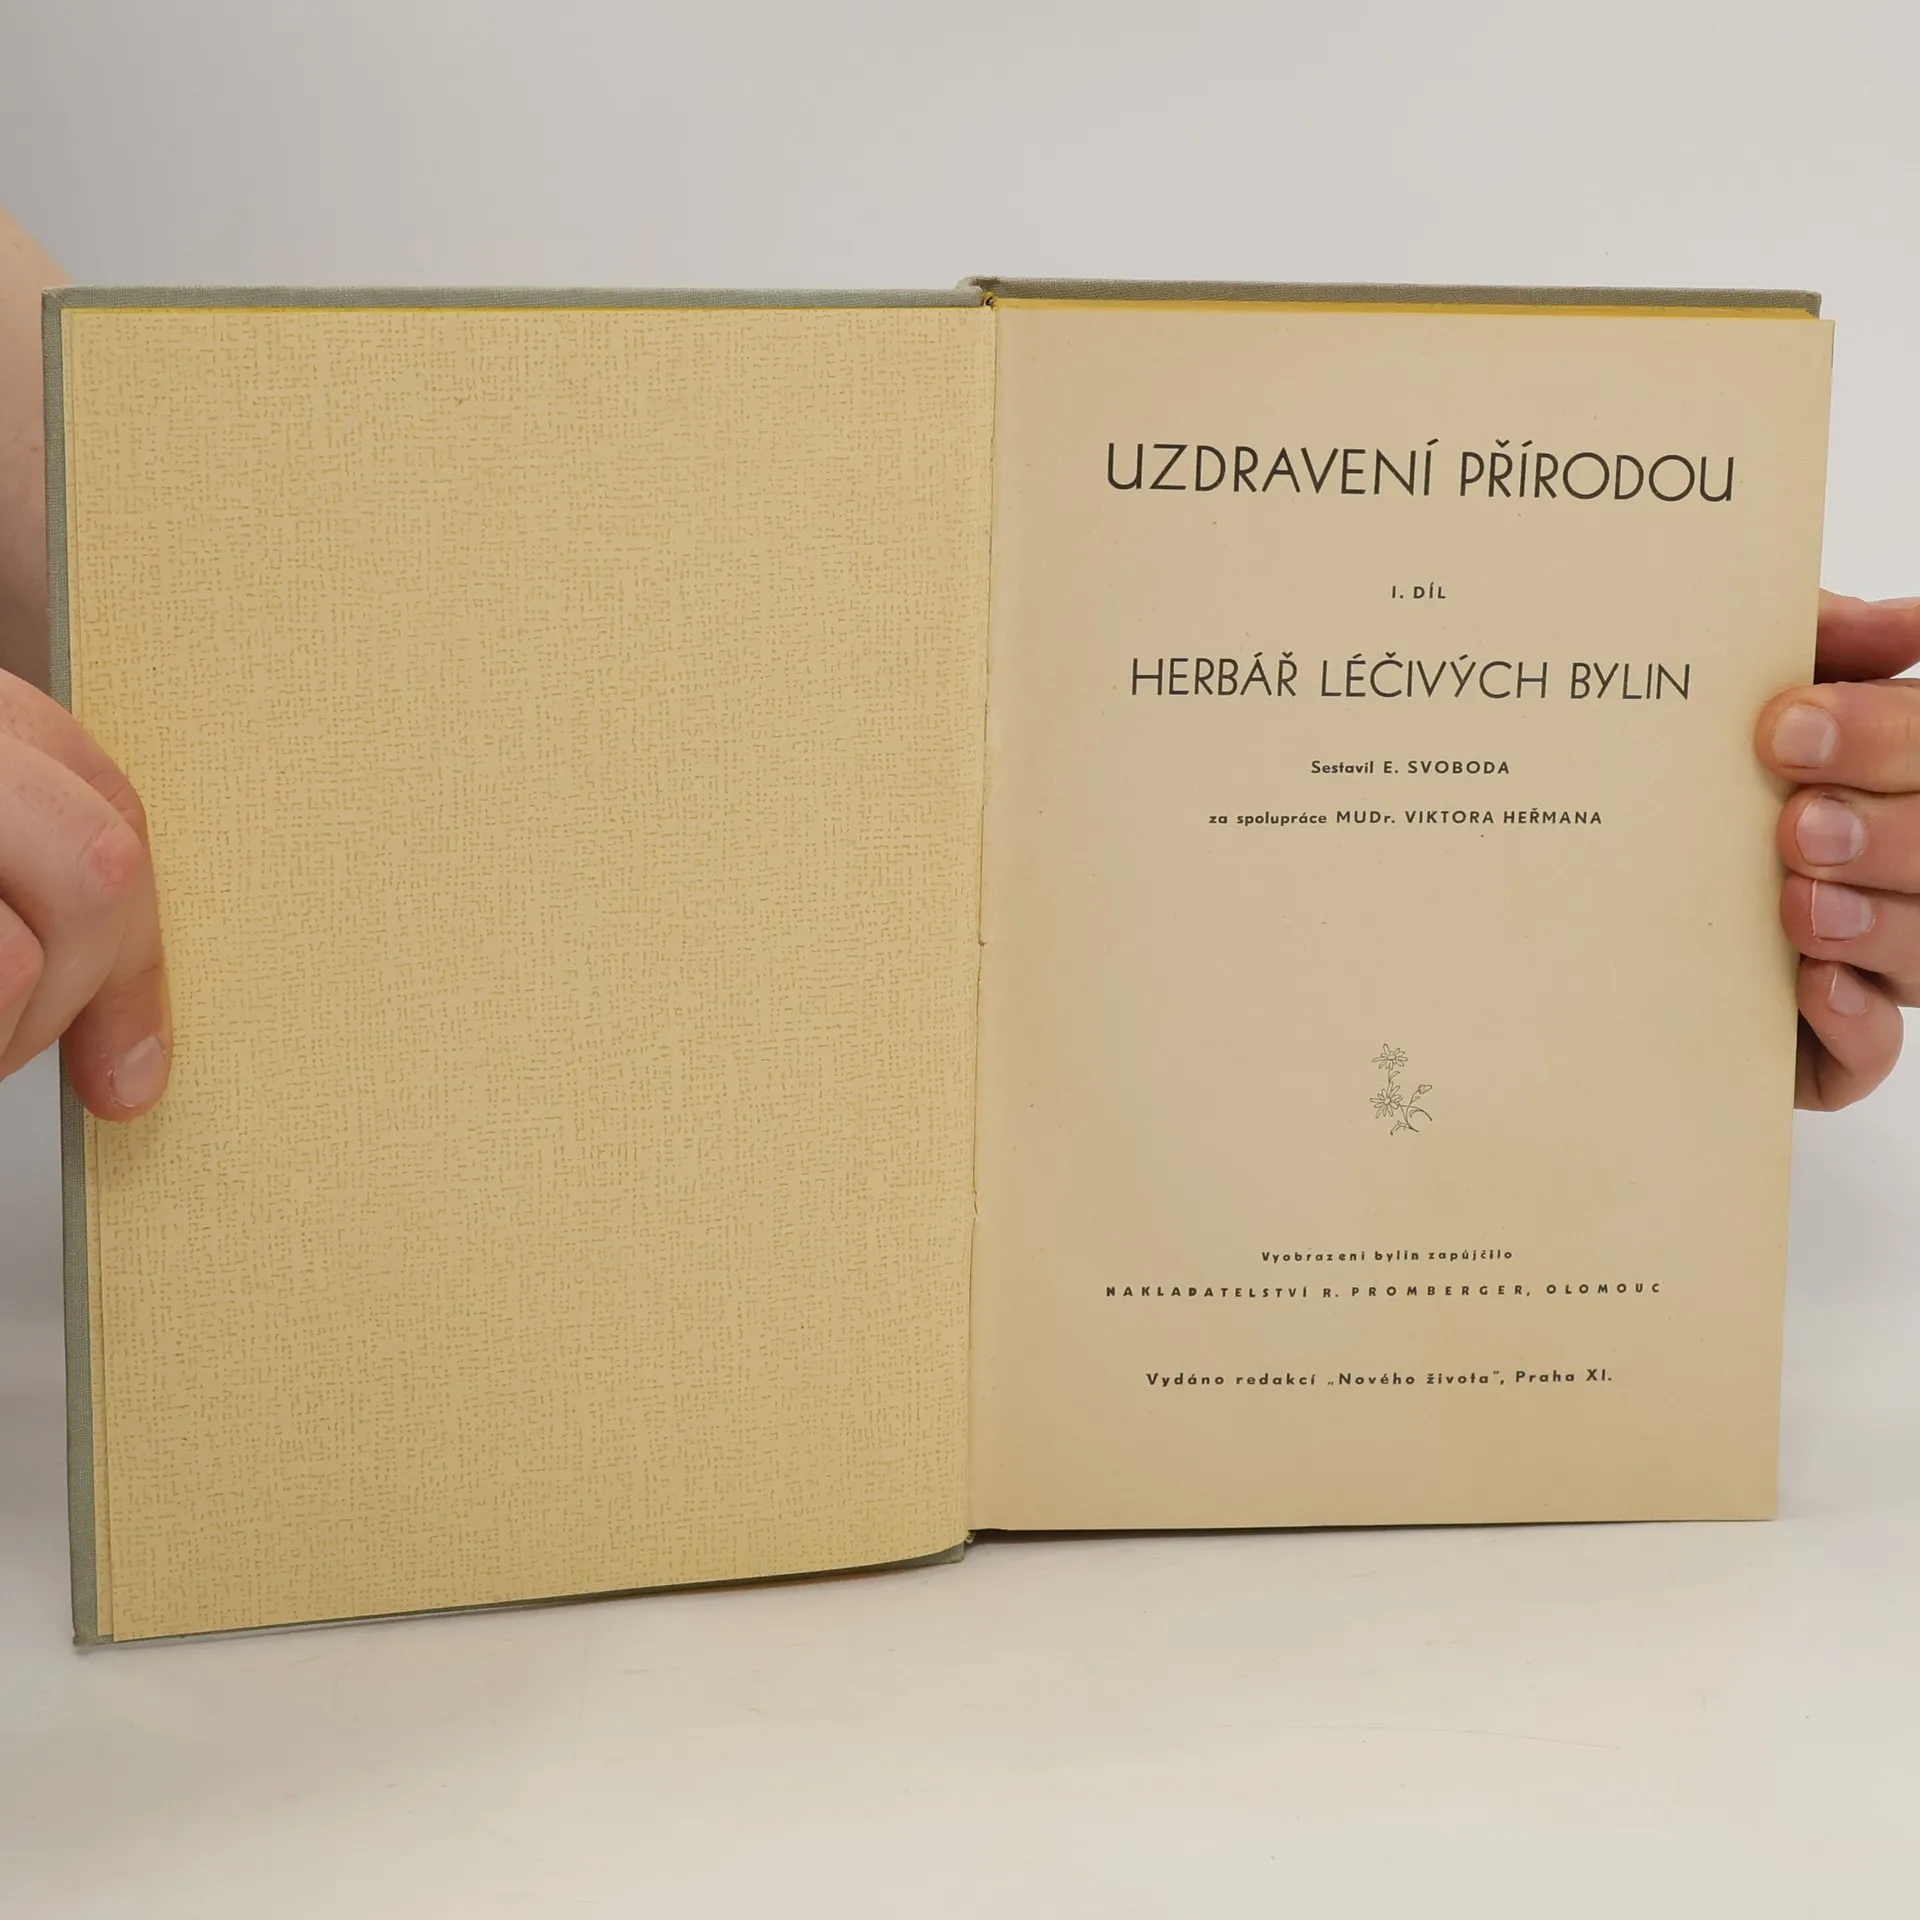 UZDRAVENÍ PŘÍRODOU
I. DÍL
HERBÁŘ LÉČIVÝCH BYLIN
Sestavil E. SVOBODA
za spolupráce MUDr. VIKTORA HEŘMANA
Vyobrazení bylin zapůjčilo
NAKLADATELSTVÍ R. PROMBERGER, OLOMOUC
Vydáno redakcí „Nového života“, Praha XI.